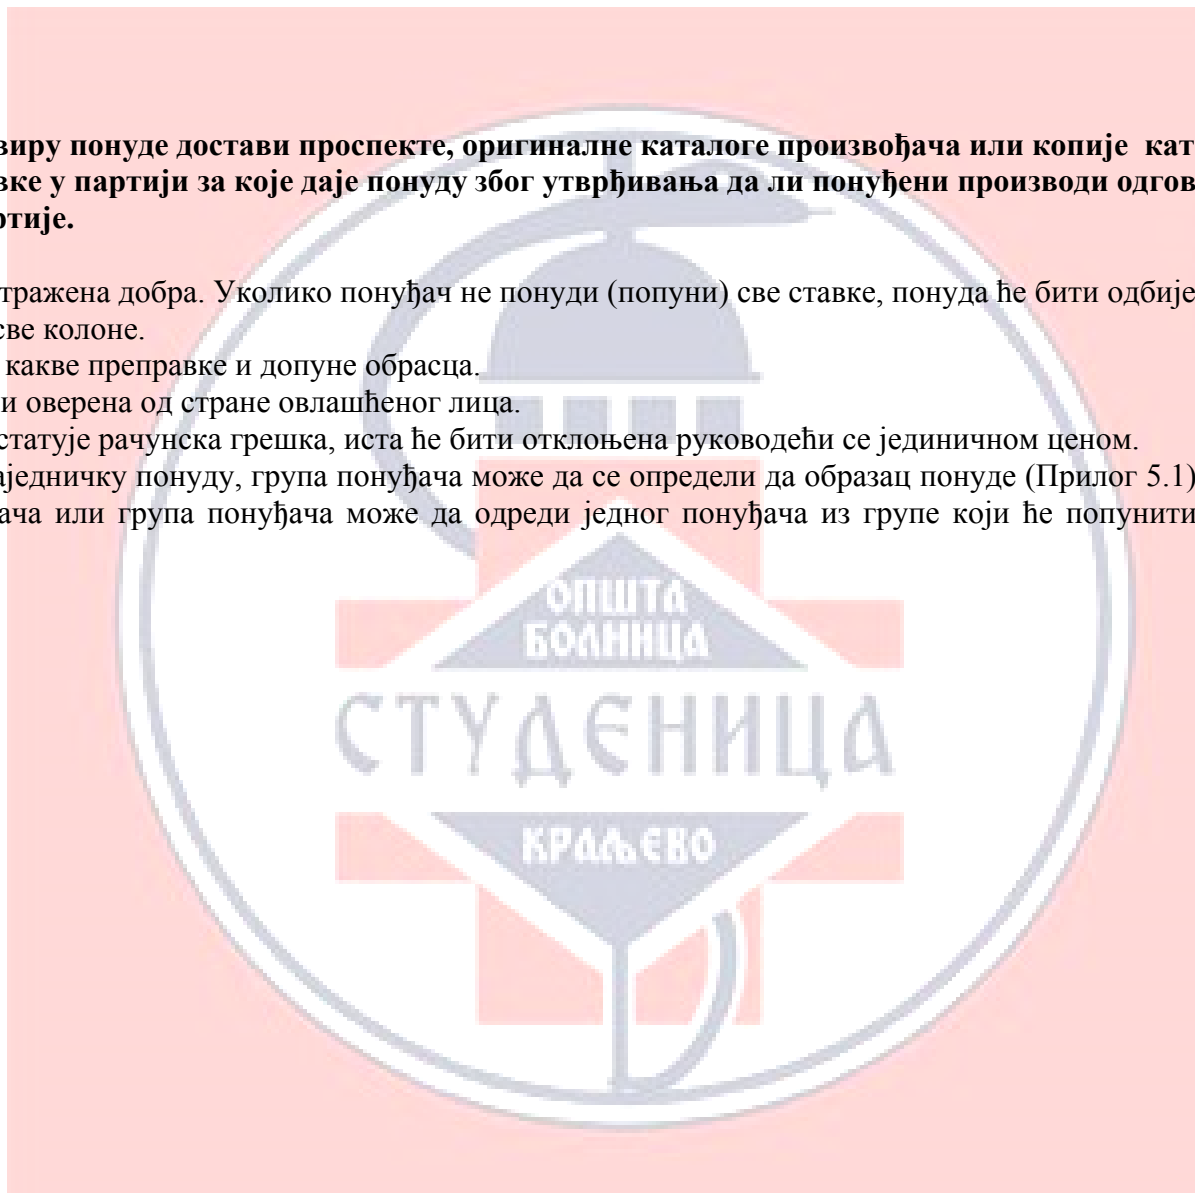 виру понуде достави проспекте, оригиналне каталоге произвођача или копије кат
вке у партији за које даје понуду због утврђивања да ли понуђени производи одгов
ртије.
тражена добра. Уколико понуђач не понуди (попуни) све ставке, понуда ће бити одбије
све колоне.
какве преправке и допуне обрасца.
и оверена од стране овлашћеног лица.
статује рачунска грешка, иста ће бити отклоњена руководећи се јединичном ценом.
аједничку понуду, група понуђача може да се определи да образац понуде (Прилог 5.1)
ача или група понуђача може да одреди једног понуђача из групе који ће попунити
ОПШТА
БОЛНИЦА
СТУДЕНИЦА
КРАЉЕВО